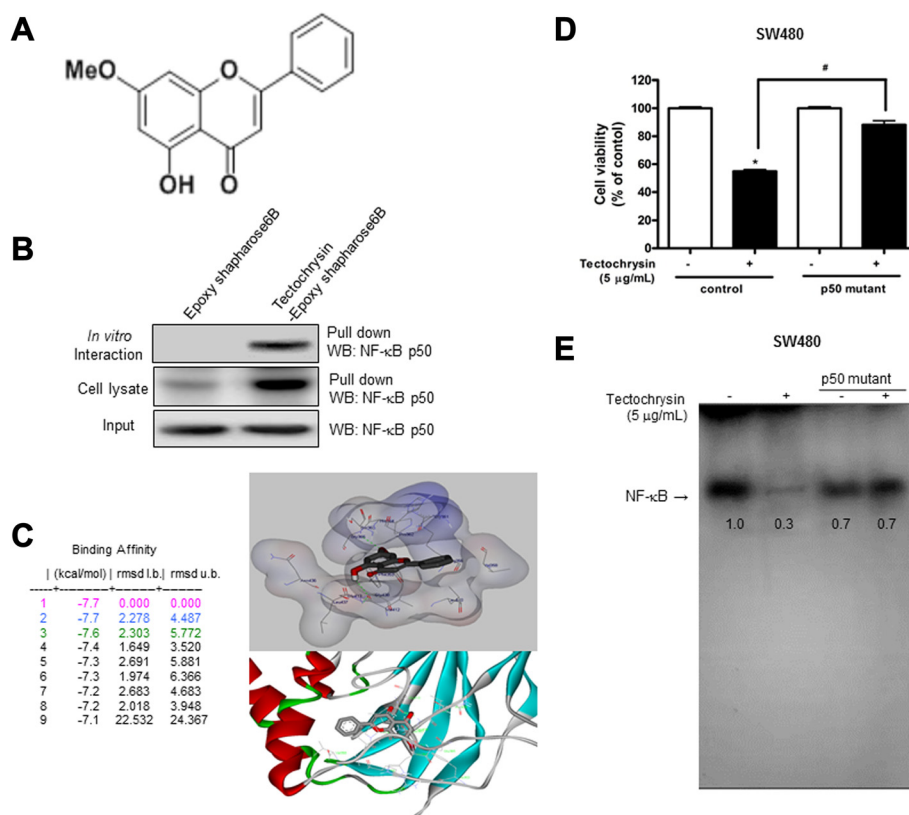 A
MeO
O
OH
O
B
Epoxy shapharose6B
Tectochrysin
-Epoxy shapharose6B
In vitro
Interaction
Pull down
WB: NF-κB p50
Cell lysate
Pull down
WB: NF-κB p50
Input
WB: NF-κB p50
C
Binding Affinity
| (kcal/mol) | rmsd l.b.| rmsd u.b.
-----+------------+----------+----------
1 -7.7 0.000 0.000
2 -7.7 2.278 4.487
3 -7.6 2.303 5.772
4 -7.4 1.649 3.520
5 -7.3 2.691 5.881
6 -7.3 1.974 6.366
7 -7.2 2.683 4.683
8 -7.2 2.018 3.948
9 -7.1 22.532 24.367
D
SW480
Cell viability
(% of contol)
120
100
80
60
40
20
0
*
#
Tectochrysin
(5 μg/mL)
- + - +
control p50 mutant
E
SW480
p50 mutant
Tectochrysin
(5 μg/mL)
- + - +
NF-κB →
1.0 0.3 0.7 0.7